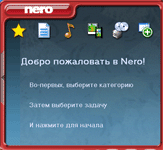 nero
Добро пожаловать в Nero!
Во-первых, выберите категорию
Затем выберите задачу
И нажмите для начала